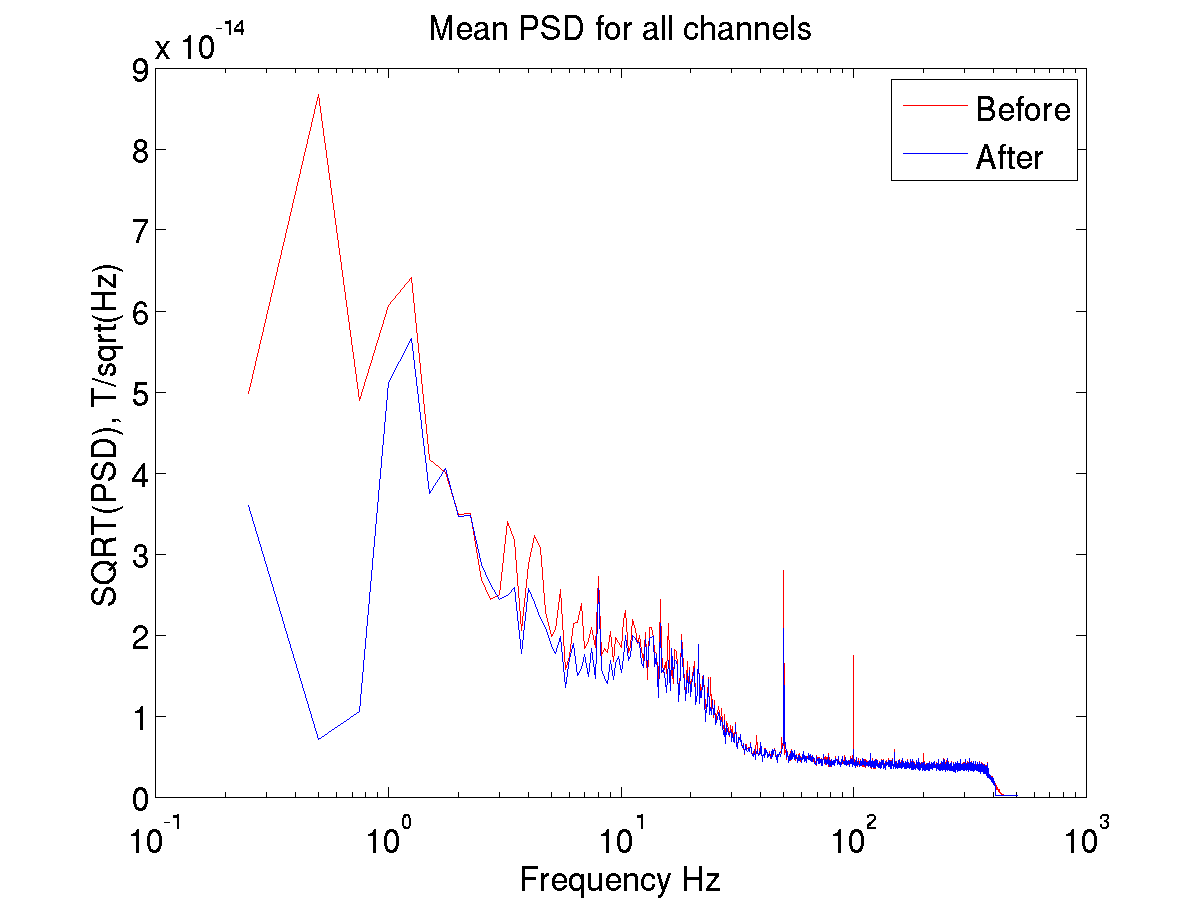 Mean PSD for all channels
x 10^-14
Before
After
9
8
7
6
5
4
3
2
1
0
SQRT(PSD), T/sqrt(Hz)
10^-1
10^0
10^1
10^2
10^3
Frequency Hz